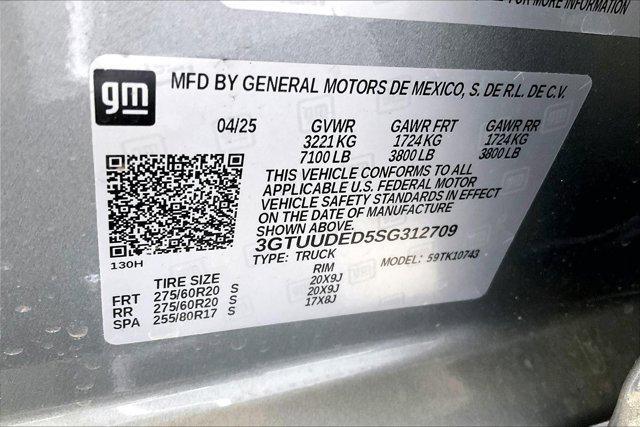 FOR MORE INFORMATION
gm
MFD BY GENERAL MOTORS DE MEXICO, S. DE R.L. DE C.V.
04/25 GVWR GAWR FRT GAWR RR
3221 KG 1724 KG 1724 KG
7100 LB 3800 LB 3800 LB
THIS VEHICLE CONFORMS TO ALL
APPLICABLE U.S. FEDERAL MOTOR
VEHICLE SAFETY STANDARDS IN EFFECT
ON THE DATE OF MANUFACTURE
SHOWN ABOVE.
3GTUUDED5SG312709
TYPE: TRUCK MODEL: 59TK10743
130H
TIRE SIZE RIM
FRT 275/60R20 S 20X9J
RR 275/60R20 S 20X9J
SPA 255/80R17 S 17X8J